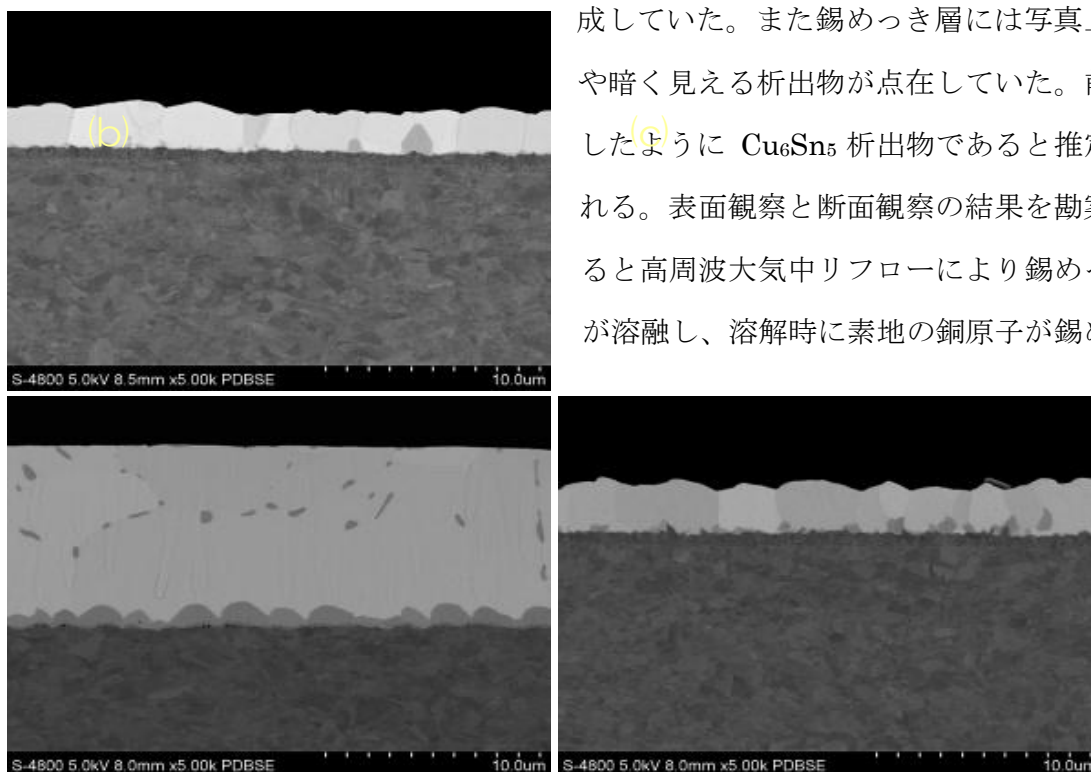 成していた。また錫めっき層には写真
や暗く見える析出物が点在していた。
(b)
(c)
したように Cu₆Sn₅ 析出物であると推定
れる。表面観察と断面観察の結果を勘案
ると高周波大気中リフローにより錫めっ
が溶融し、溶解時に素地の銅原子が錫め
S-4800 5.0kV 8.5mm x5.00k PDBSE 10.0um
S-4800 5.0kV 8.0mm x5.00k PDBSE 10.0um
S-4800 5.0kV 8.0mm x5.00k PDBSE 10.0um